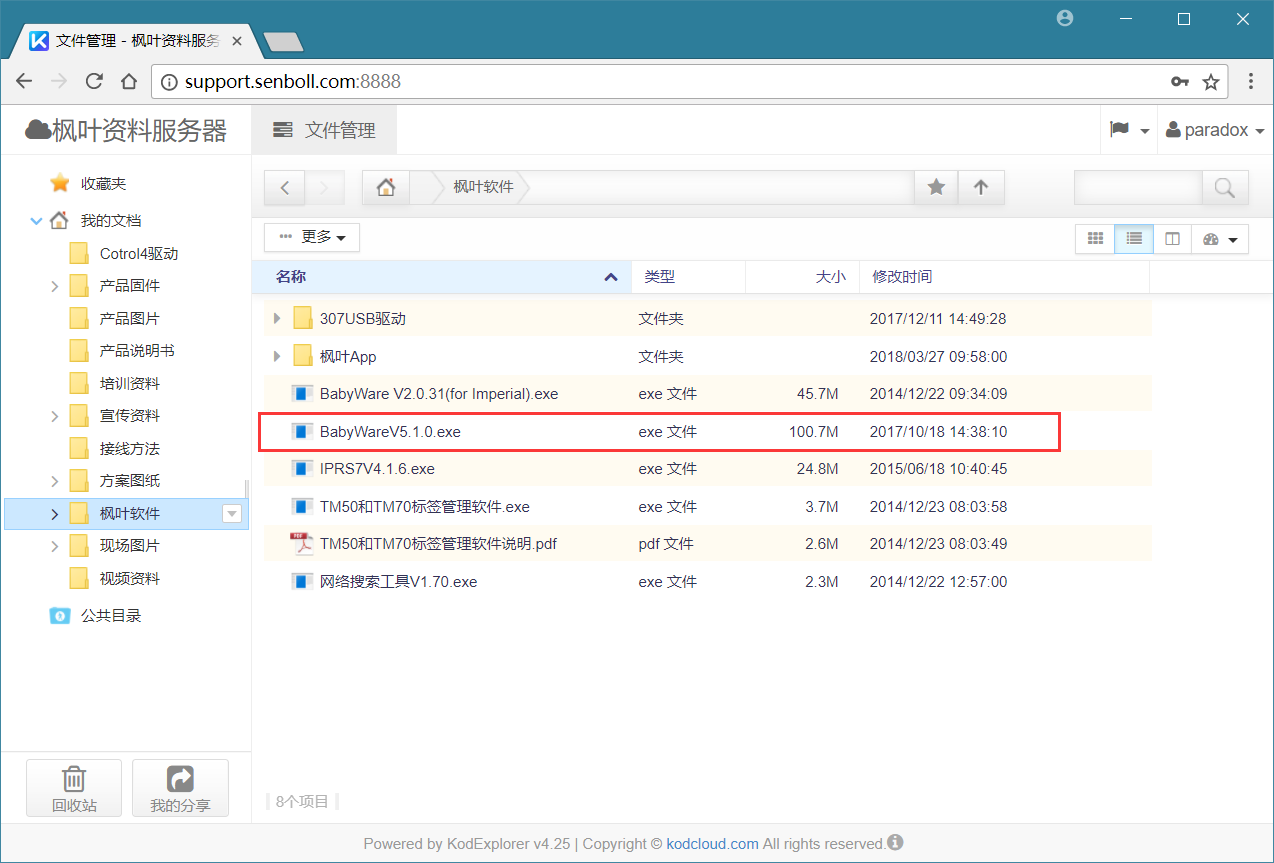 文件管理 - 枫叶资料服务
support.senboll.com:8888
枫叶资料服务器
文件管理
paradox
收藏夹
我的文档
Cotrol4驱动
产品固件
产品图片
产品说明书
培训资料
宣传资料
接线方法
方案图纸
枫叶软件
现场图片
视频资料
公共目录
回收站
我的分享
枫叶软件
更多
名称 类型 大小 修改时间
307USB驱动 文件夹 2017/12/11 14:49:28
枫叶App 文件夹 2018/03/27 09:58:00
BabyWare V2.0.31(for Imperial).exe exe 文件 45.7M 2014/12/22 09:34:09
BabyWareV5.1.0.exe exe 文件 100.7M 2017/10/18 14:38:10
IPRS7V4.1.6.exe exe 文件 24.8M 2015/06/18 10:40:45
TM50和TM70标签管理软件.exe exe 文件 3.7M 2014/12/23 08:03:58
TM50和TM70标签管理软件说明.pdf pdf 文件 2.6M 2014/12/23 08:03:49
网络搜索工具V1.70.exe exe 文件 2.3M 2014/12/22 12:57:00
8个项目
Powered by KodExplorer v4.25 | Copyright © kodcloud.com All rights reserved.